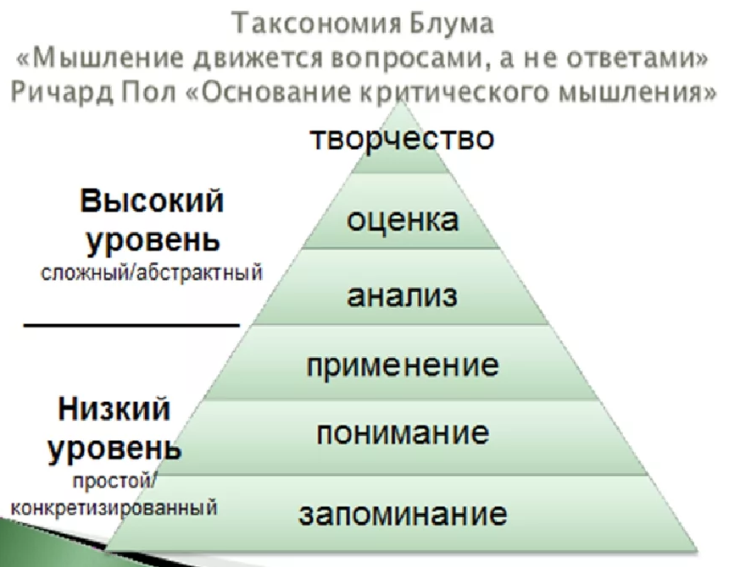 Таксономия Блума
«Мышление движется вопросами, а не ответами»
Ричард Пол «Основание критического мышления»
творчество
Высокий
уровень
сложный/абстрактный
оценка
анализ
применение
Низкий
уровень
простой/
конкретизированный
понимание
запоминание